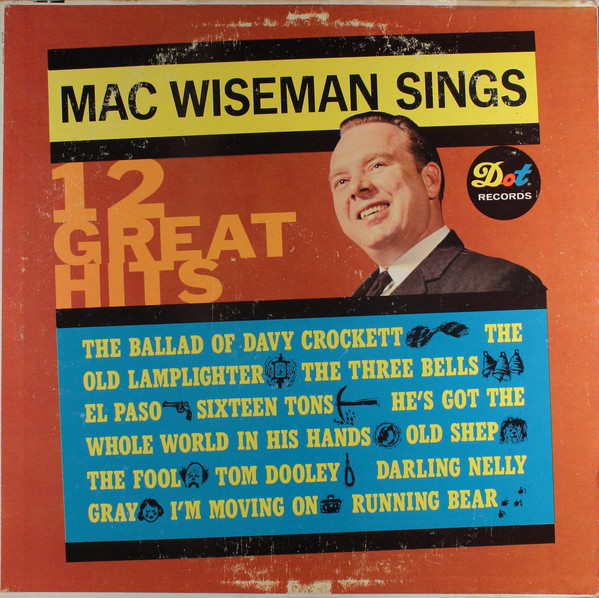 MAC WISEMAN SINGS
12
GREAT
HITS
Dot
RECORDS
THE BALLAD OF DAVY CROCKETT THE
OLD LAMPLIGHTER THE THREE BELLS
EL PASO SIXTEEN TONS HE'S GOT THE
WHOLE WORLD IN HIS HANDS OLD SHEP
THE FOOL TOM DOOLEY DARLING NELLY
GRAY I'M MOVING ON RUNNING BEAR